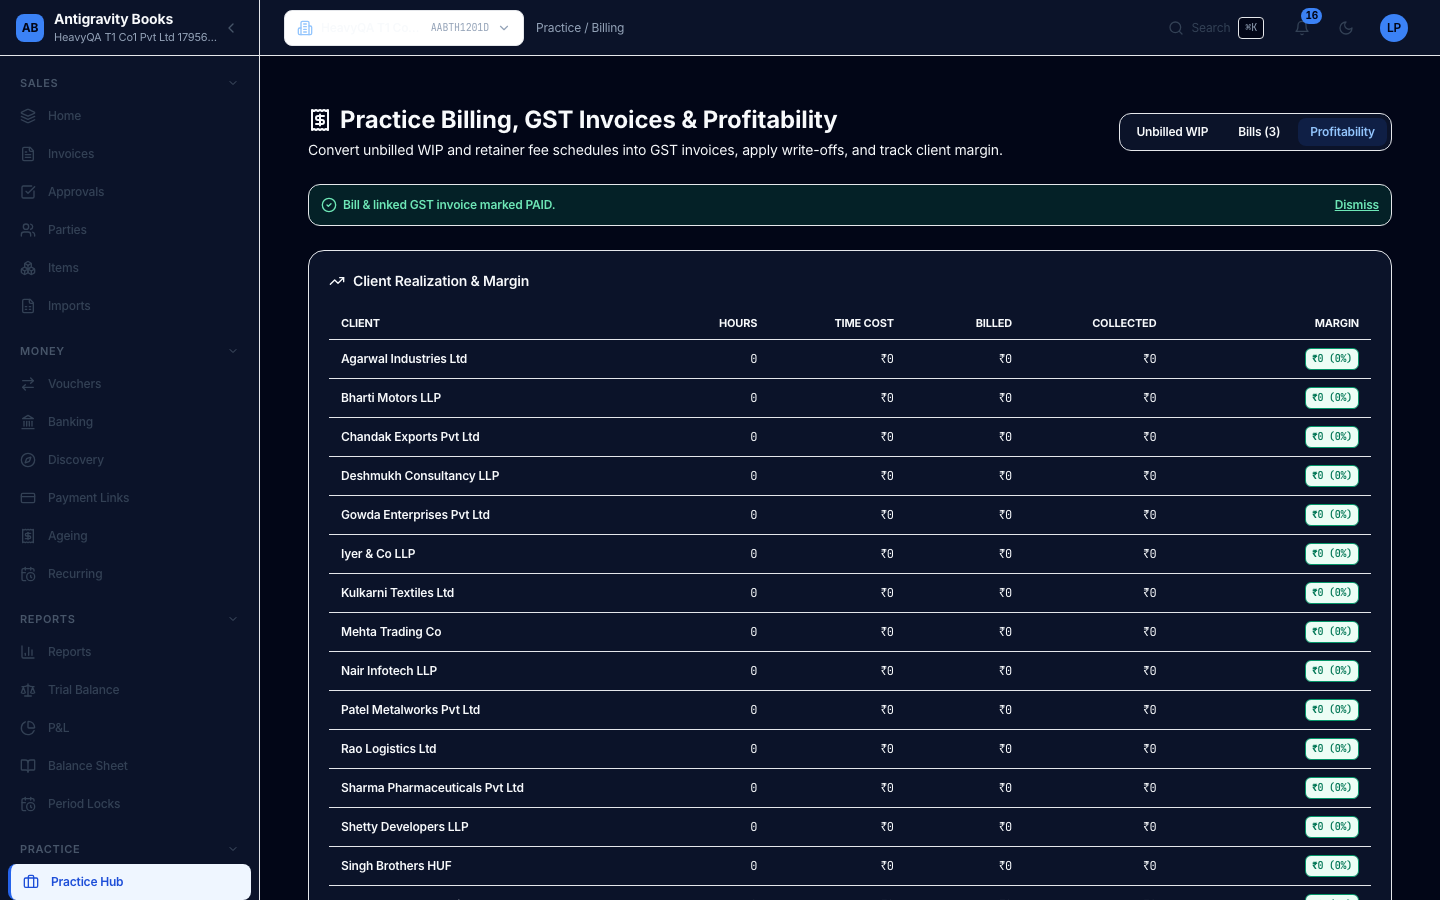 AB
Antigravity Books
HeavyQA T1 Co1 Pvt Ltd 17956...
AABTH1201D
Practice / Billing
Search
⌘K
16
LP
SALES
Home
Invoices
Approvals
Parties
Items
Imports
MONEY
Vouchers
Banking
Discovery
Payment Links
Ageing
Recurring
REPORTS
Reports
Trial Balance
P&L
Balance Sheet
Period Locks
PRACTICE
Practice Hub
Practice Billing, GST Invoices & Profitability
Convert unbilled WIP and retainer fee schedules into GST invoices, apply write-offs, and track client margin.
Unbilled WIP Bills (3) Profitability
Bill & linked GST invoice marked PAID. Dismiss
Client Realization & Margin
CLIENT HOURS TIME COST BILLED COLLECTED MARGIN
Agarwal Industries Ltd 0 ₹0 ₹0 ₹0 ₹0 (0%)
Bharti Motors LLP 0 ₹0 ₹0 ₹0 ₹0 (0%)
Chandak Exports Pvt Ltd 0 ₹0 ₹0 ₹0 ₹0 (0%)
Deshmukh Consultancy LLP 0 ₹0 ₹0 ₹0 ₹0 (0%)
Gowda Enterprises Pvt Ltd 0 ₹0 ₹0 ₹0 ₹0 (0%)
Iyer & Co LLP 0 ₹0 ₹0 ₹0 ₹0 (0%)
Kulkarni Textiles Ltd 0 ₹0 ₹0 ₹0 ₹0 (0%)
Mehta Trading Co 0 ₹0 ₹0 ₹0 ₹0 (0%)
Nair Infotech LLP 0 ₹0 ₹0 ₹0 ₹0 (0%)
Patel Metalworks Pvt Ltd 0 ₹0 ₹0 ₹0 ₹0 (0%)
Rao Logistics Ltd 0 ₹0 ₹0 ₹0 ₹0 (0%)
Sharma Pharmaceuticals Pvt Ltd 0 ₹0 ₹0 ₹0 ₹0 (0%)
Shetty Developers LLP 0 ₹0 ₹0 ₹0 ₹0 (0%)
Singh Brothers HUF 0 ₹0 ₹0 ₹0 ₹0 (0%)